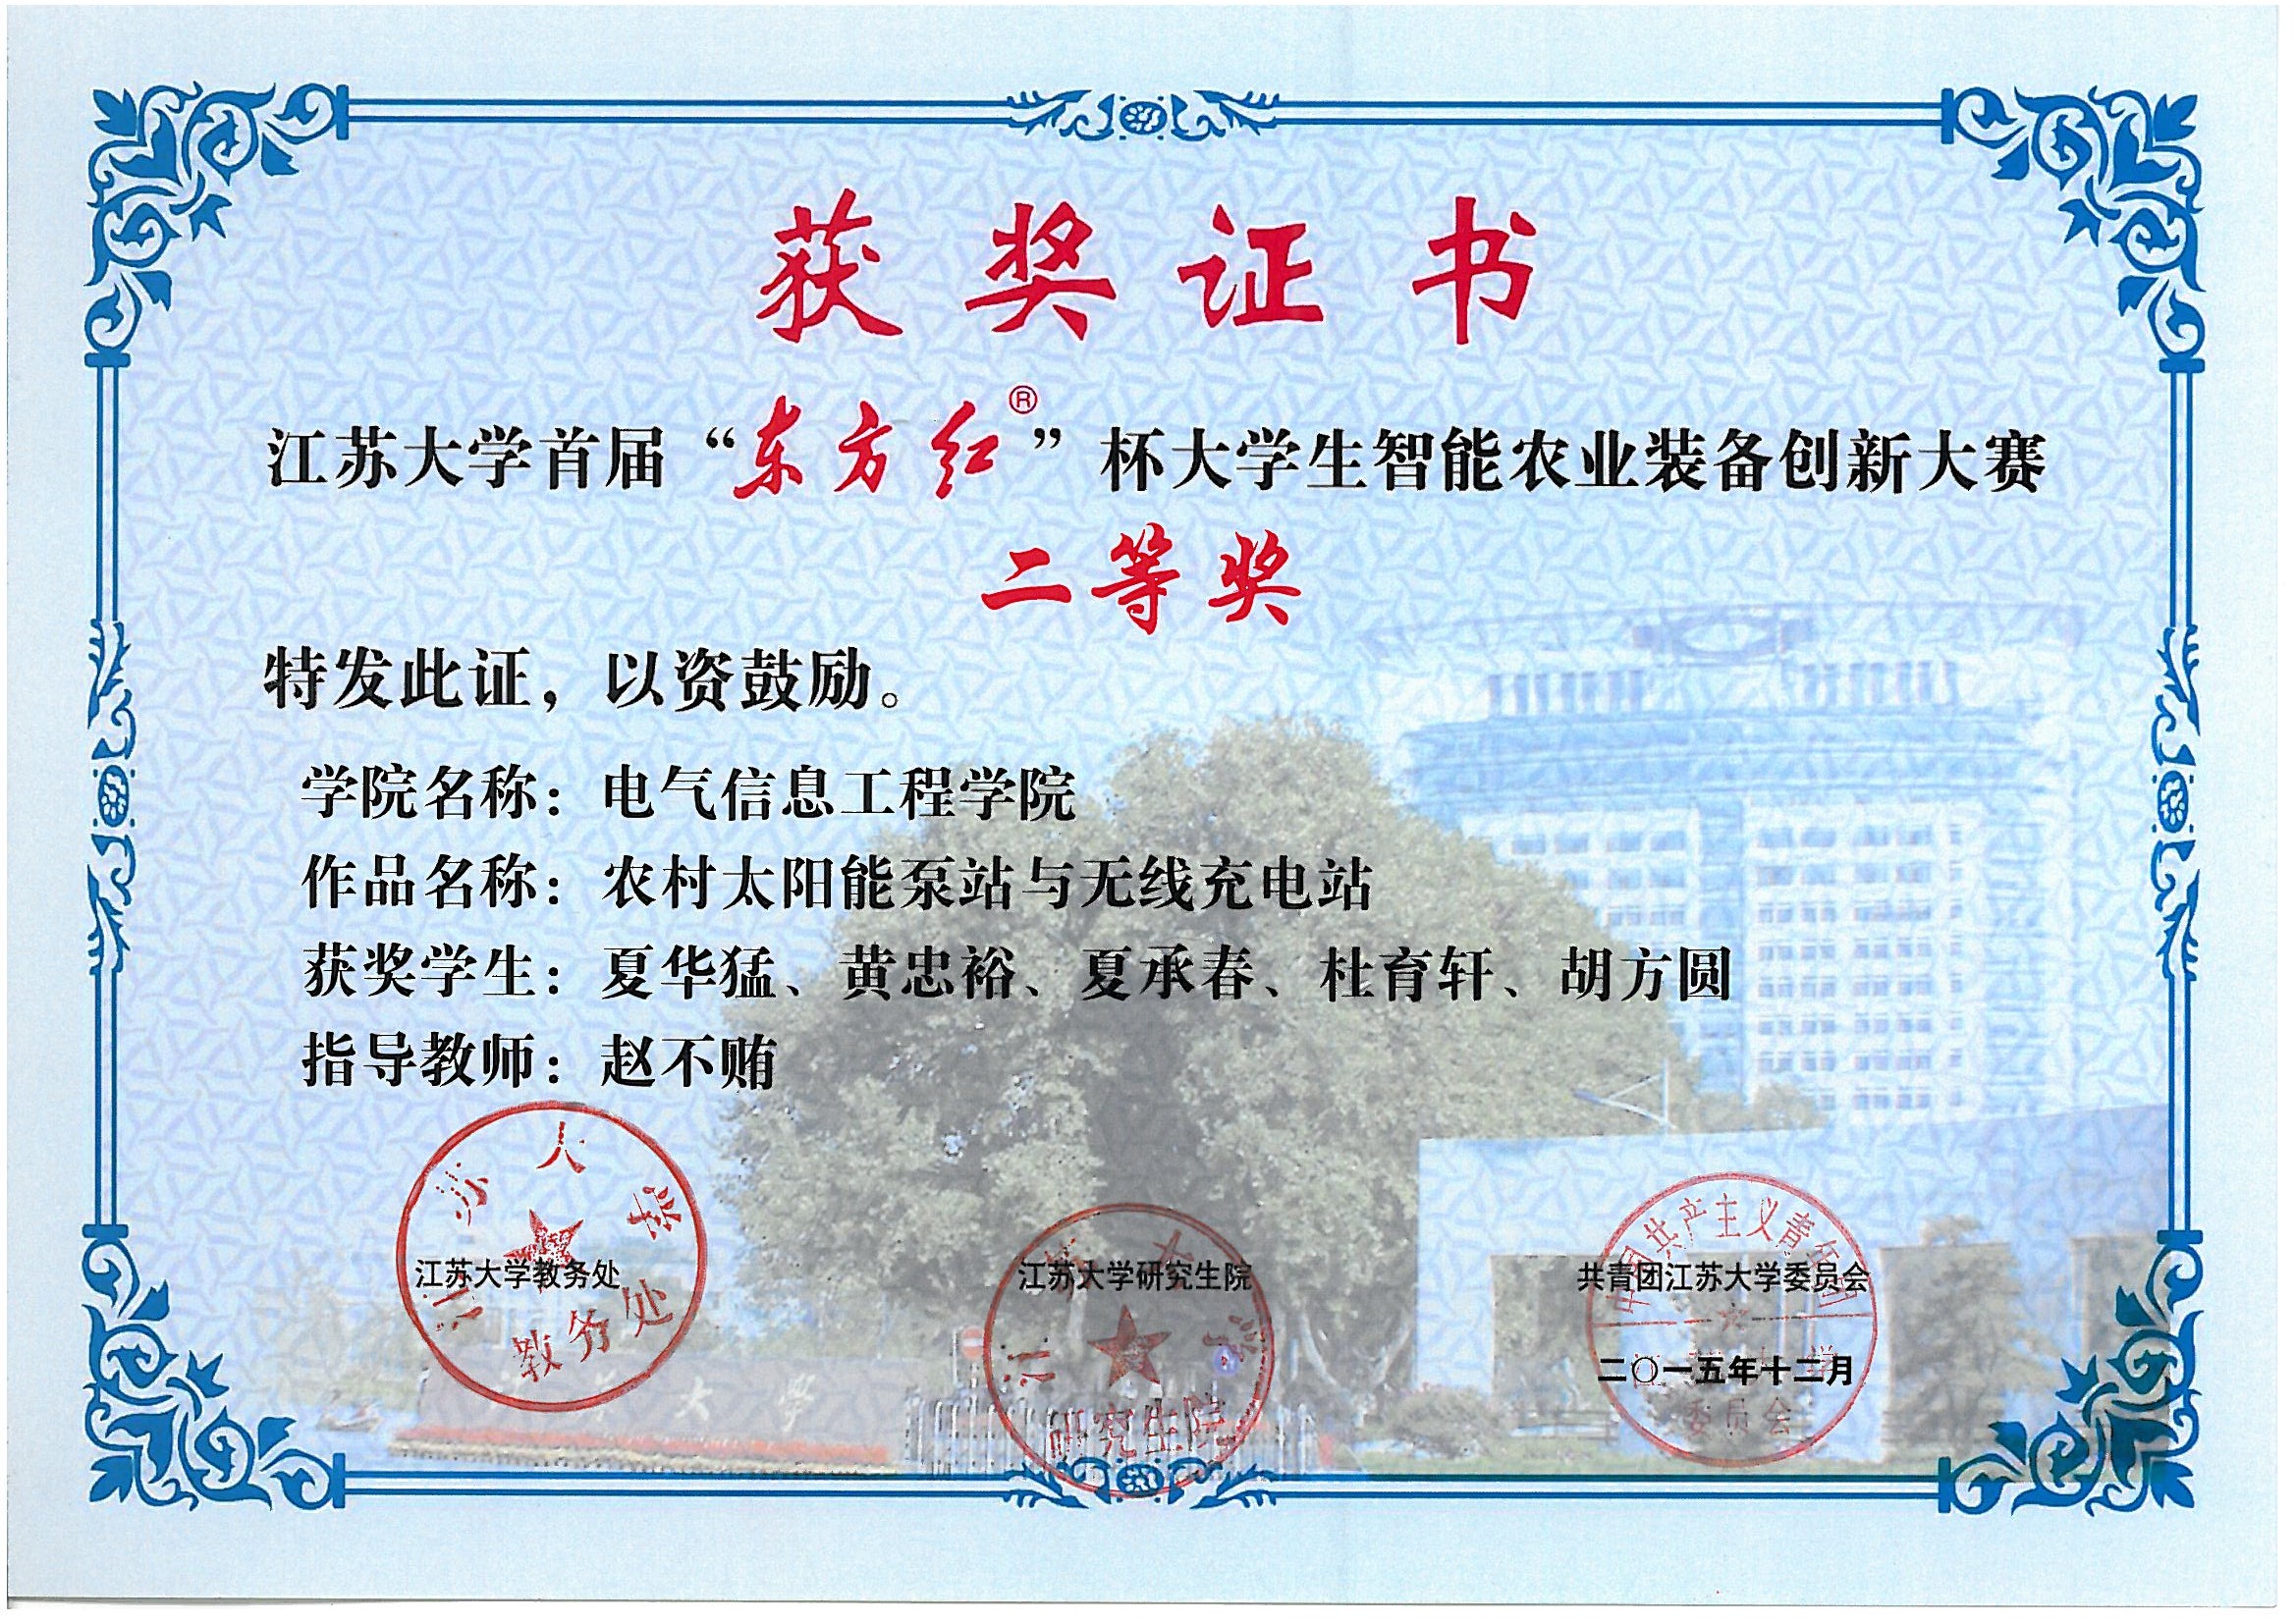 获奖证书
江苏大学首届“东方红®”杯大学生智能农业装备创新大赛
二等奖
特发此证，以资鼓励。
学院名称：电气信息工程学院
作品名称：农村太阳能泵站与无线充电站
获奖学生：夏华猛、黄忠裕、夏承春、杜育轩、胡方圆
指导教师：赵不贿
江苏大学
江苏大学教务处
教务处
江苏大学研究生院
研究生院
中国共产主义青年团
共青团江苏大学委员会
二〇一五年十二月
委员会
大学